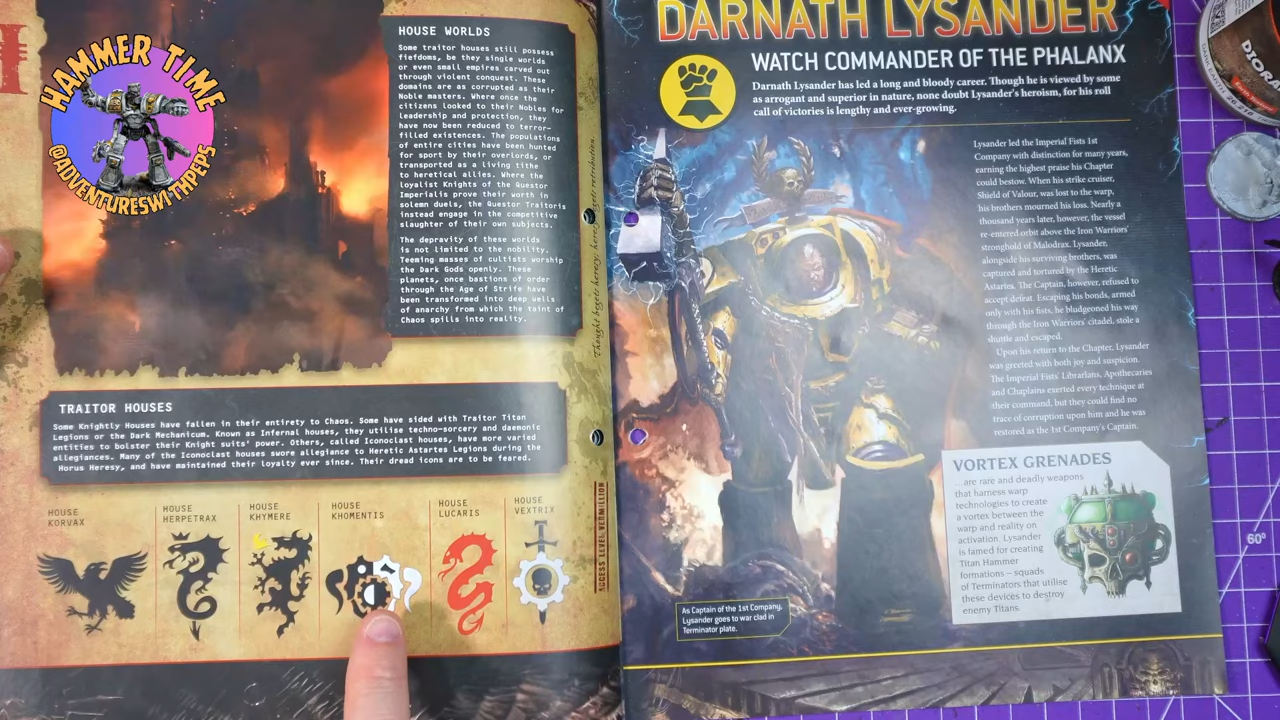 HAMMER TIME
@ADVENTURESWITHPEPS
HOUSE WORLDS
Some traitor houses still possess
fiefdoms, be they single worlds
or even small empires carved out
through violent conquest. These
domains are as corrupted as their
Noble masters. Where once the
citizens looked to their Nobles for
leadership and protection, they
have now been reduced to terror-
filled existences. The populations
of entire cities have been hunted
for sport by their overlords, or
transported as a living tithe
to heretical allies. Where the
loyalist Knights of the Questor
Imperialis prove their worth in
solemn duels, the Questor Traitoris
instead engage in the competitive
slaughter of their own subjects.
The depravity of these worlds
is not limited to the nobility.
Teeming masses of cultists worship
the Dark Gods openly. These
planets, once bastions of order
through the Age of Strife have
been transformed into deep wells
of anarchy from which the taint of
Chaos spills into reality.
Thought begets heresy; heresy begets retribution.
TRAITOR HOUSES
Some Knightly Houses have fallen in their entirety to Chaos. Some have sided with Traitor Titan
Legions or the Dark Mechanicum. Known as Infernal houses, they utilise techno-sorcery and daemonic
entities to bolster their Knight suits' power. Others, called Iconoclast houses, have more varied
allegiances. Many of the Iconoclast houses swore allegiance to Heretic Astartes Legions during the
Horus Heresy, and have maintained their loyalty ever since. Their dread icons are to be feared.
HOUSE
KORVAX
HOUSE
HERPETRAX
HOUSE
KHYMERE
HOUSE
KHOMENTIS
HOUSE
LUCARIS
HOUSE
VEXTRIX
ACCESS LEVEL VERMILLION
DARNATH LYSANDER
WATCH COMMANDER OF THE PHALANX
Darnath Lysander has led a long and bloody career. Though he is viewed by some
as arrogant and superior in nature, none doubt Lysander's heroism, for his roll
call of victories is lengthy and ever-growing.
Lysander led the Imperial Fists 1st
Company with distinction for many years,
earning the highest praise his Chapter
could bestow. When his strike cruiser,
Shield of Valour, was lost to the warp,
his brothers mourned his loss. Nearly a
thousand years later, however, the vessel
re-entered orbit above the Iron Warriors'
stronghold of Malodrax. Lysander,
alongside his surviving brothers, was
captured and tortured by the Heretic
Astartes. The Captain, however, refused to
accept defeat. Escaping his bonds, armed
only with his fists, he bludgeoned his way
through the Iron Warriors' citadel, stole a
shuttle and escaped.
Upon his return to the Chapter, Lysander
was greeted with both joy and suspicion.
The Imperial Fists' Librarians, Apothecaries
and Chaplains exerted every technique at
their command, but they could find no
trace of corruption upon him and he was
restored as the 1st Company's Captain.
VORTEX GRENADES
...are rare and deadly weapons
that harness warp
technologies to create
a vortex between the
warp and reality on
activation. Lysander
is famed for creating
Titan Hammer
formations – squads
of Terminators that utilise
these devices to destroy
enemy Titans.
As Captain of the 1st Company,
Lysander goes to war clad in
Terminator plate.
DIOR
60°